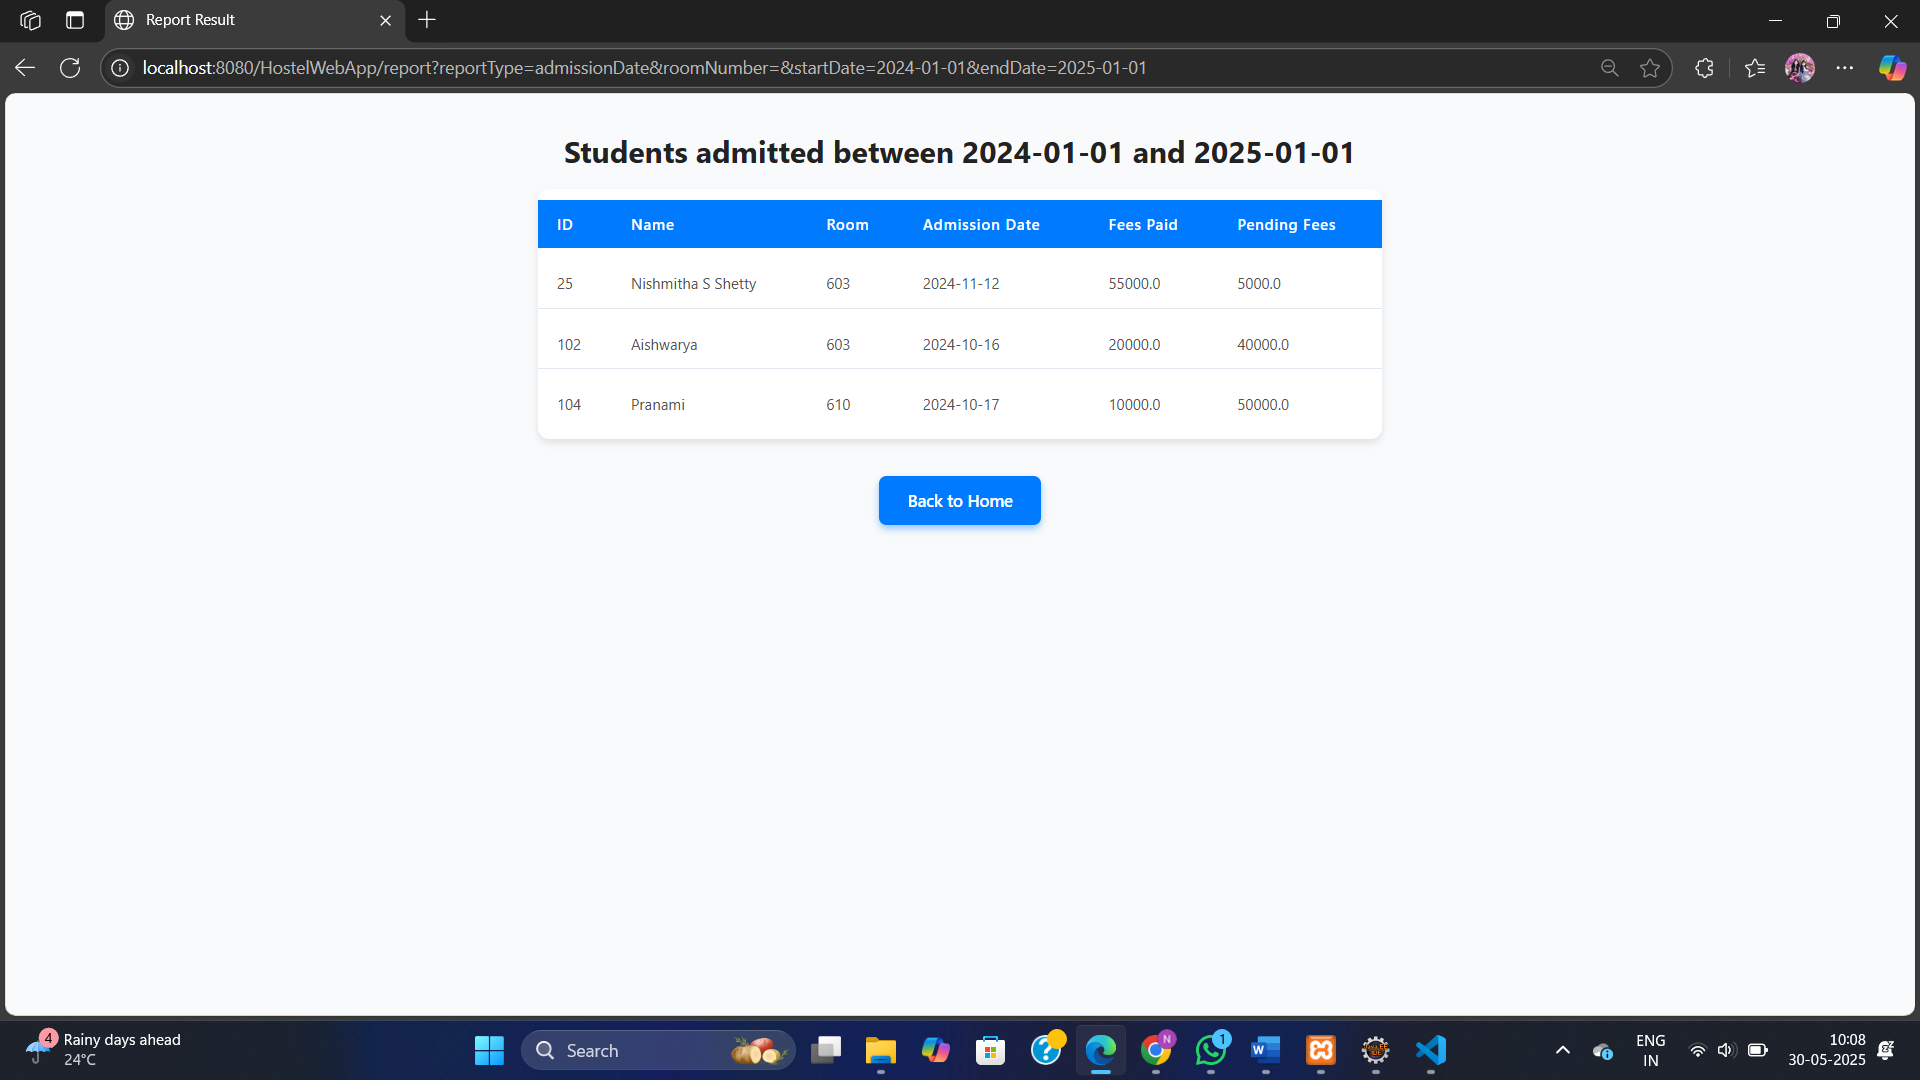 Report Result
localhost:8080/HostelWebApp/report?reportType=admissionDate&roomNumber=&startDate=2024-01-01&endDate=2025-01-01
Students admitted between 2024-01-01 and 2025-01-01
ID Name Room Admission Date Fees Paid Pending Fees
25 Nishmitha S Shetty 603 2024-11-12 55000.0 5000.0
102 Aishwarya 603 2024-10-16 20000.0 40000.0
104 Pranami 610 2024-10-17 10000.0 50000.0
Back to Home
4 Rainy days ahead
24°C
Search
N
1
W
ENG
IN
10:08
30-05-2025